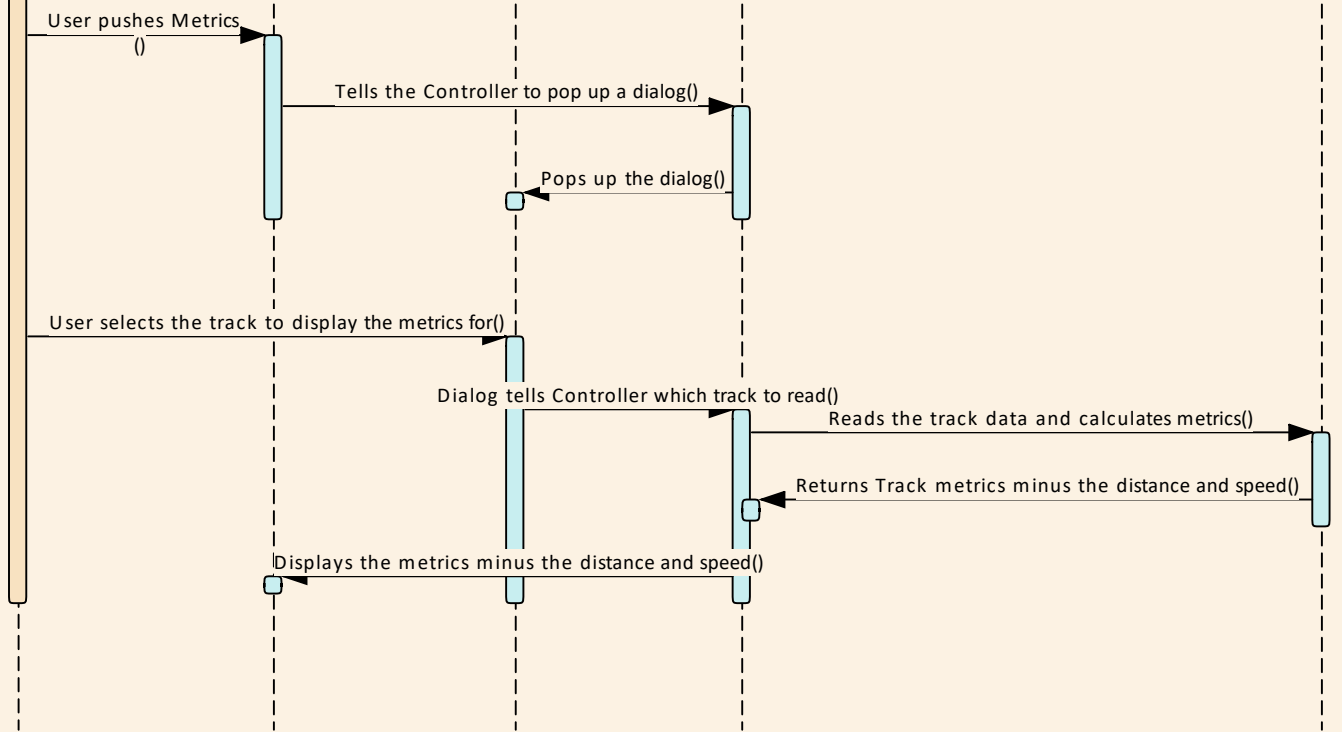 User pushes Metrics
()
Tells the Controller to pop up a dialog()
Pops up the dialog()
User selects the track to display the metrics for()
Dialog tells Controller which track to read()
Reads the track data and calculates metrics()
Returns Track metrics minus the distance and speed()
Displays the metrics minus the distance and speed()